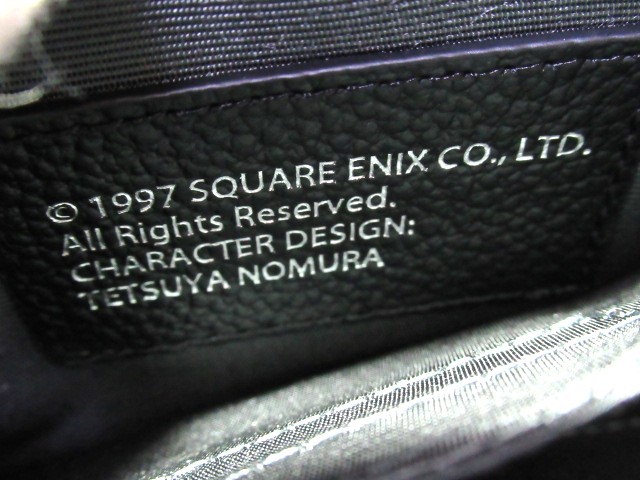 © 1997 SQUARE ENIX CO., LTD.
All Rights Reserved.
CHARACTER DESIGN:
TETSUYA NOMURA